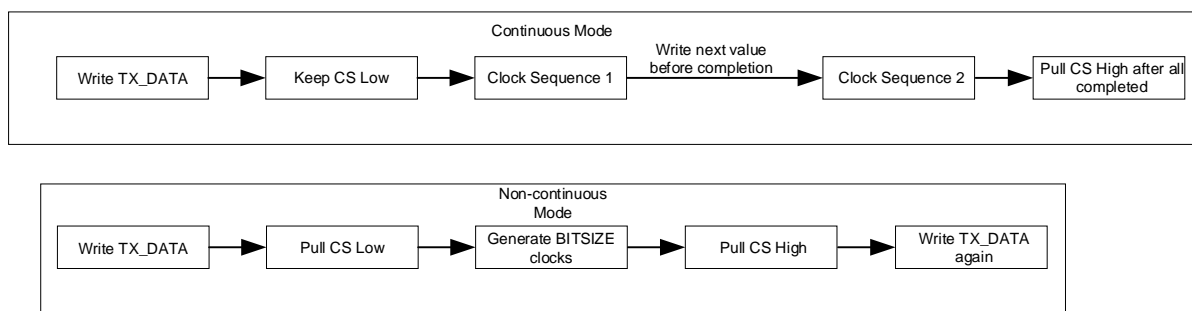 Continuous Mode
Write TX_DATA
Keep CS Low
Clock Sequence 1
Write next value
before completion
Clock Sequence 2
Pull CS High after all
completed
Non-continuous
Mode
Write TX_DATA
Pull CS Low
Generate BITSIZE
clocks
Pull CS High
Write TX_DATA
again